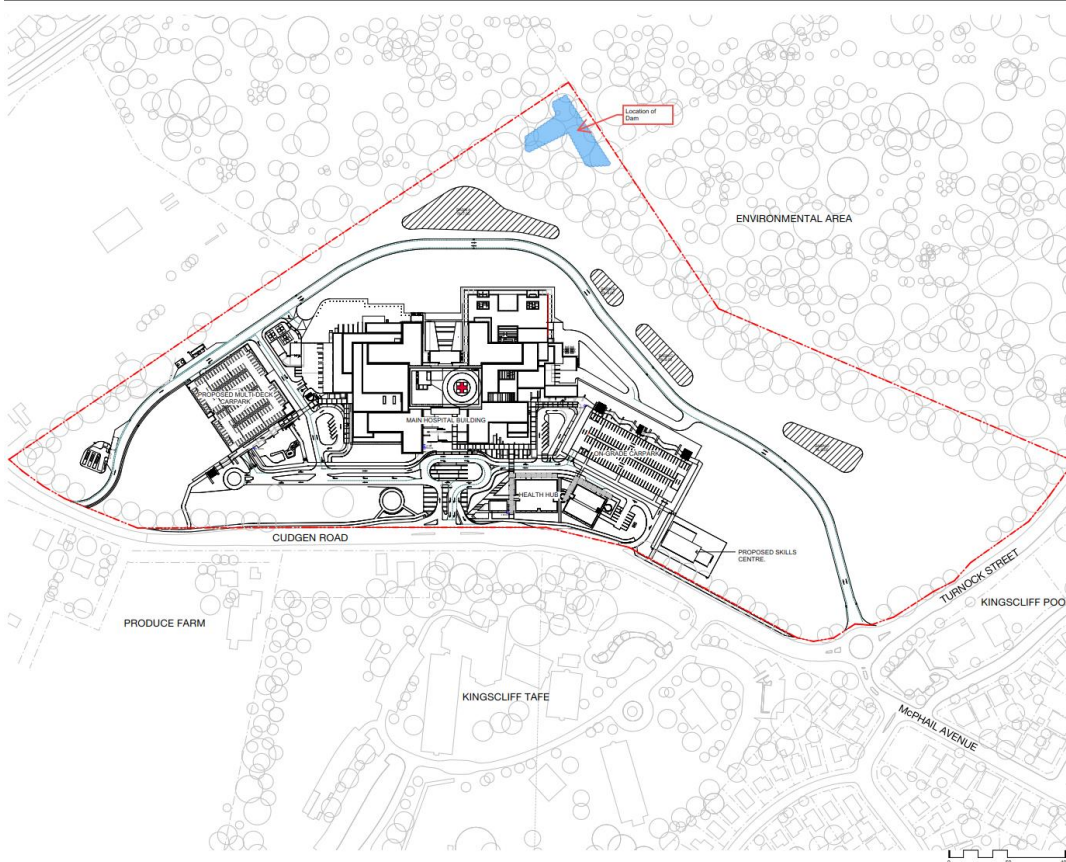 Location of
Dam
ENVIRONMENTAL AREA
PROPOSED MULTI-DECK
CARPARK
MAIN HOSPITAL BUILDING
ON-GRADE CARPARK
HEALTH HUB
CUDGEN ROAD
PROPOSED SKILLS
CENTRE.
TURNOCK STREET
KINGSCLIFF POO
PRODUCE FARM
KINGSCLIFF TAFE
McPHAIL AVENUE